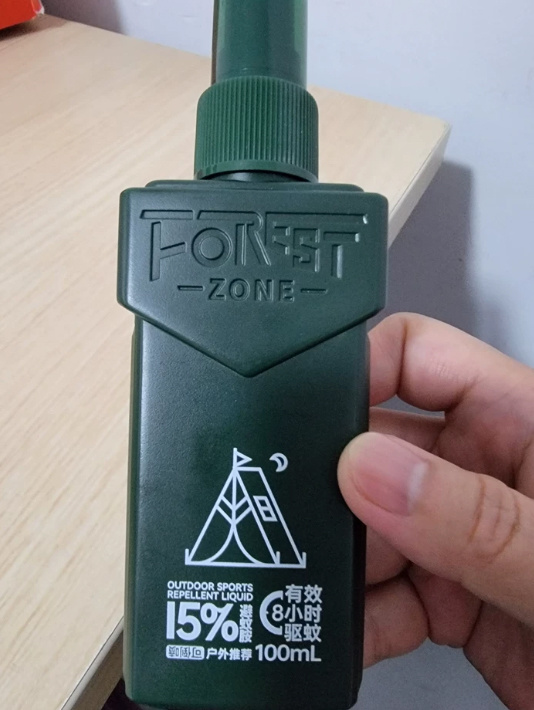 FOREST
ZONE
OUTDOOR SPORTS
REPELLENT LIQUID
15% 避蚊胺
有效
8小时
驱蚊
户外推荐 100mL